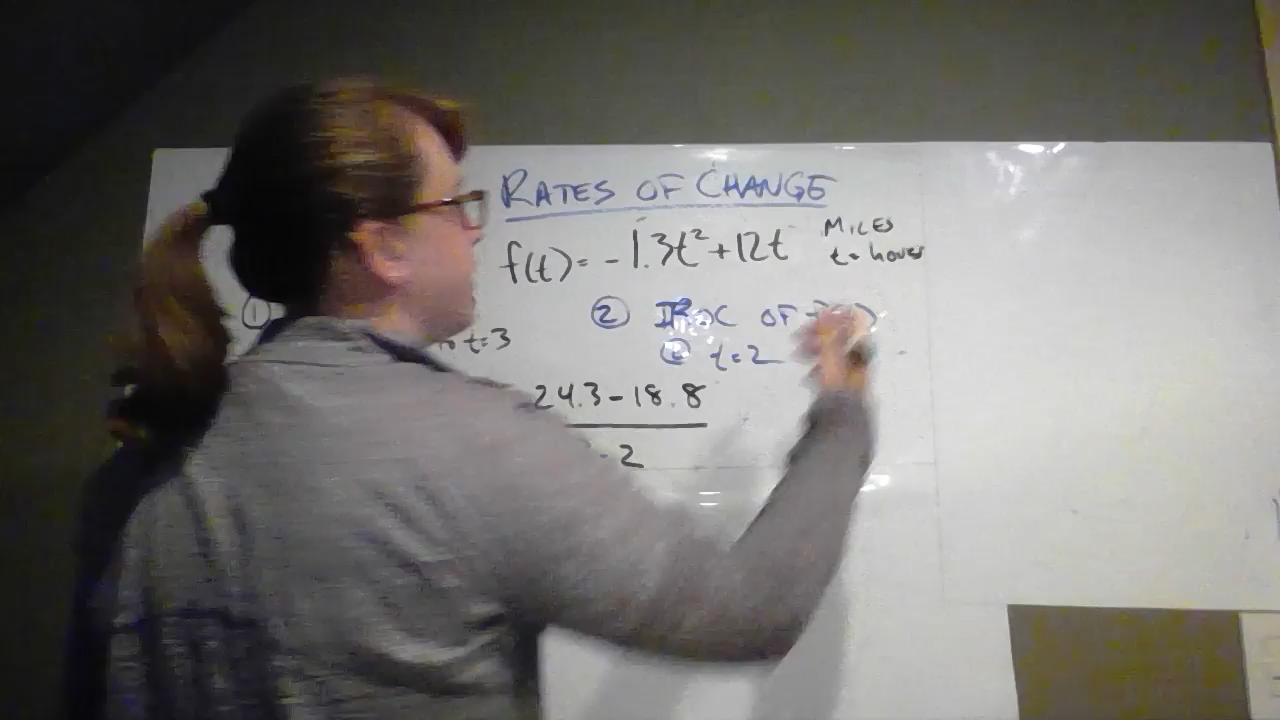 RATES OF CHANGE
f(t) = -1.3t² + 12t
MILES
t = hours
①
to t=3
② IROC OF
@ t=2
24.3 - 18.8
- 2